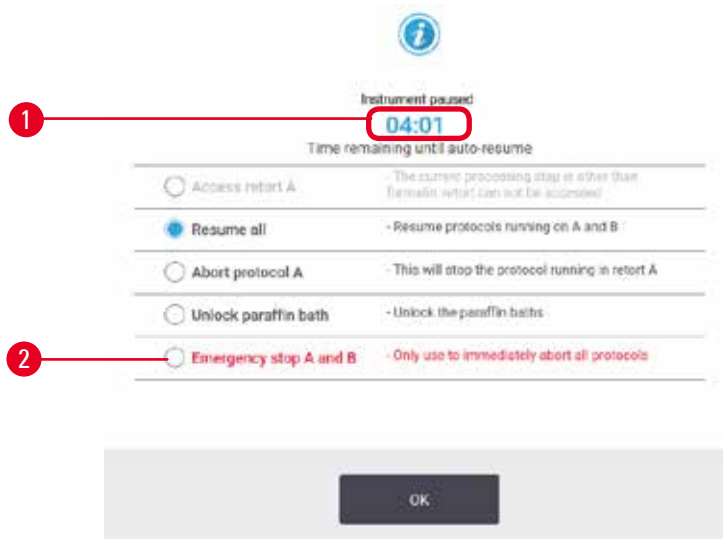 i
Instrument paused
1
04:01
Time remaining until auto-resume
Access retort A
- The current processing step is other than
formalin, retort can not be accessed
Resume all
- Resume protocols running on A and B
Abort protocol A
- This will stop the protocol running in retort A
Unlock paraffin bath
- Unlock the paraffin baths
2
Emergency stop A and B
- Only use to immediately abort all protocols
OK